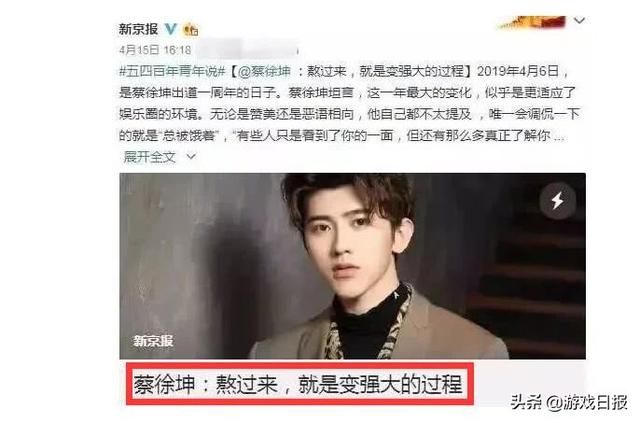 新京报
4月15日 16:18
#五四百年青年说#【@蔡徐坤 ：熬过来，就是变强大的过程】2019年4月6日，
是蔡徐坤出道一周年的日子。蔡徐坤坦言，这一年最大的变化，似乎是更适应了
娱乐圈的环境。无论是赞美还是恶语相向，他自己都不太提及 ，唯一会调侃一下
的就是“总被饿着”，“有些人只是看到了你的一面，但还有那么多真正了解你 ...
展开全文
新京报
蔡徐坤：熬过来，就是变强大的过程
头条 @游戏日报